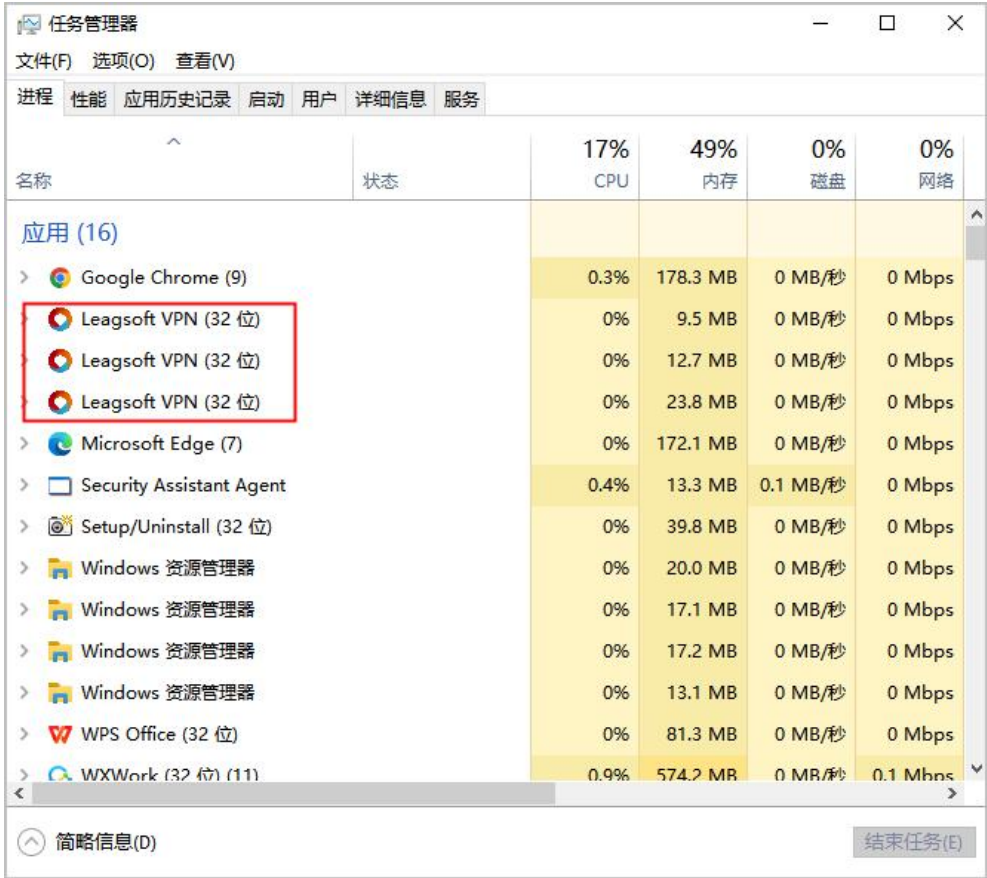 任务管理器
文件(F) 选项(O) 查看(V)
进程 性能 应用历史记录 启动 用户 详细信息 服务
17% 49% 0% 0%
名称 状态 CPU 内存 磁盘 网络
应用 (16)
Google Chrome (9) 0.3% 178.3 MB 0 MB/秒 0 Mbps
Leagsoft VPN (32 位) 0% 9.5 MB 0 MB/秒 0 Mbps
Leagsoft VPN (32 位) 0% 12.7 MB 0 MB/秒 0 Mbps
Leagsoft VPN (32 位) 0% 23.8 MB 0 MB/秒 0 Mbps
Microsoft Edge (7) 0% 172.1 MB 0 MB/秒 0 Mbps
Security Assistant Agent 0.4% 13.3 MB 0.1 MB/秒 0 Mbps
Setup/Uninstall (32 位) 0% 39.8 MB 0 MB/秒 0 Mbps
Windows 资源管理器 0% 20.0 MB 0 MB/秒 0 Mbps
Windows 资源管理器 0% 17.1 MB 0 MB/秒 0 Mbps
Windows 资源管理器 0% 17.2 MB 0 MB/秒 0 Mbps
Windows 资源管理器 0% 13.1 MB 0 MB/秒 0 Mbps
WPS Office (32 位) 0% 81.3 MB 0 MB/秒 0 Mbps
WXWork (32 位) (11) 0.9% 574.2 MB 0 MB/秒 0.1 Mbps
简略信息(D) 结束任务(E)